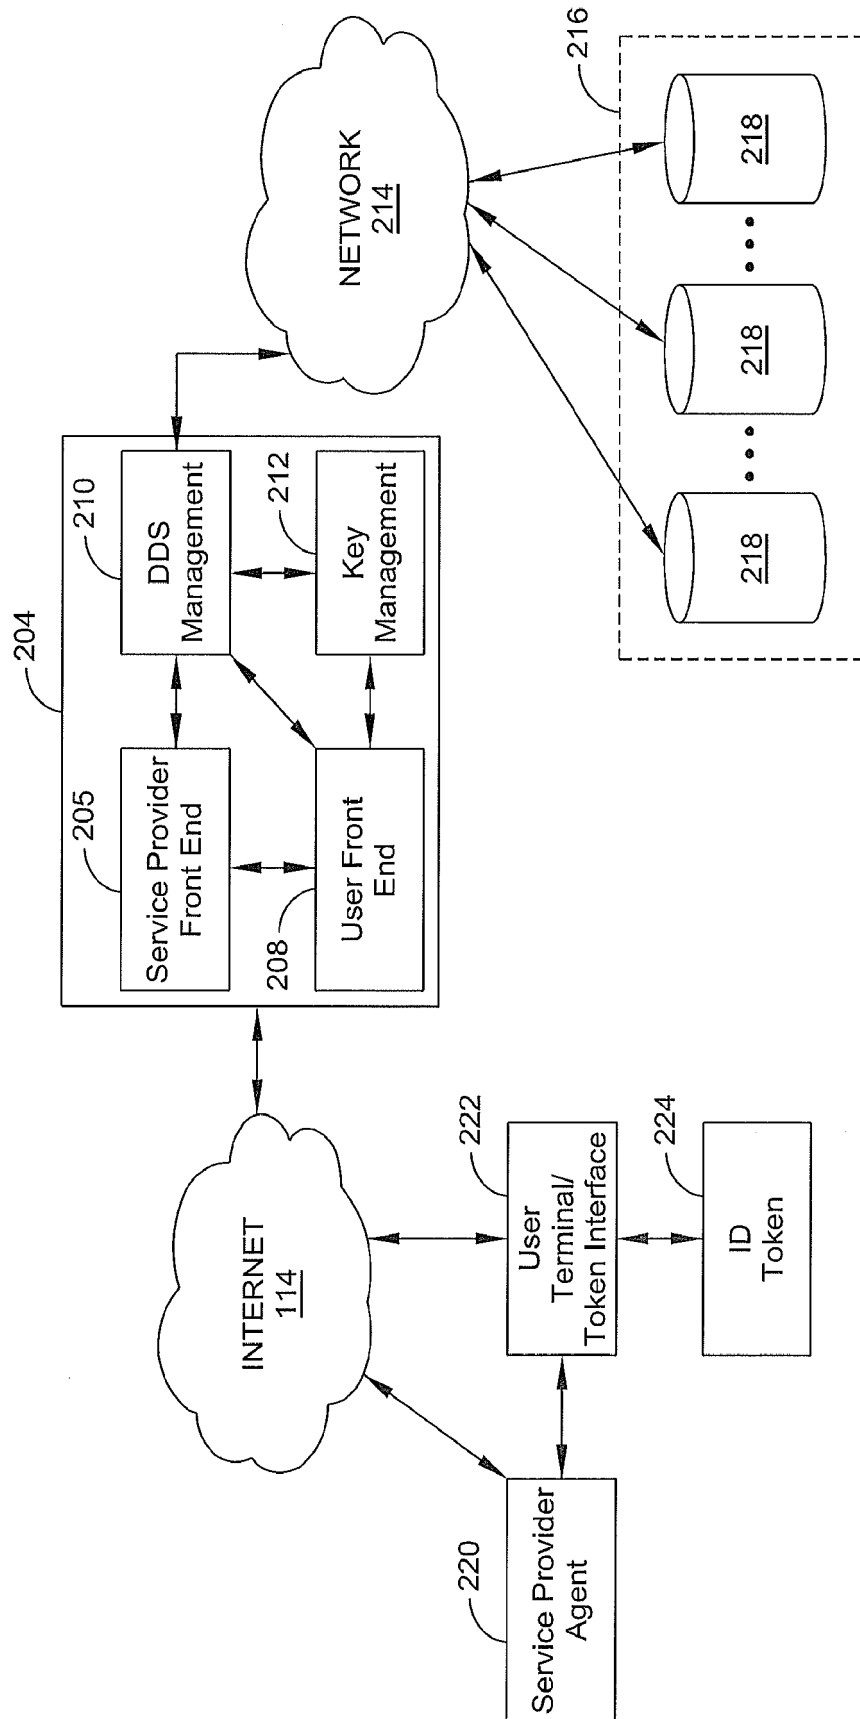 204
205
Service Provider
Front End
210
DDS
Management
208
User Front
End
212
Key
Management
INTERNET
114
NETWORK
214
220
Service Provider
Agent
222
User
Terminal/
Token Interface
224
ID
Token
216
218
218
218